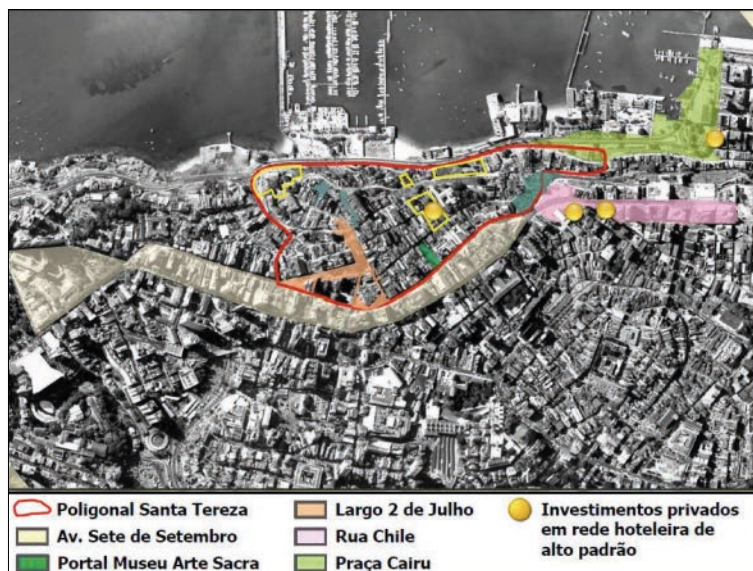 Poligonal Santa Tereza
Av. Sete de Setembro
Portal Museu Arte Sacra
Largo 2 de Julho
Rua Chile
Praça Cairu
Investimentos privados
em rede hoteleira de
alto padrão